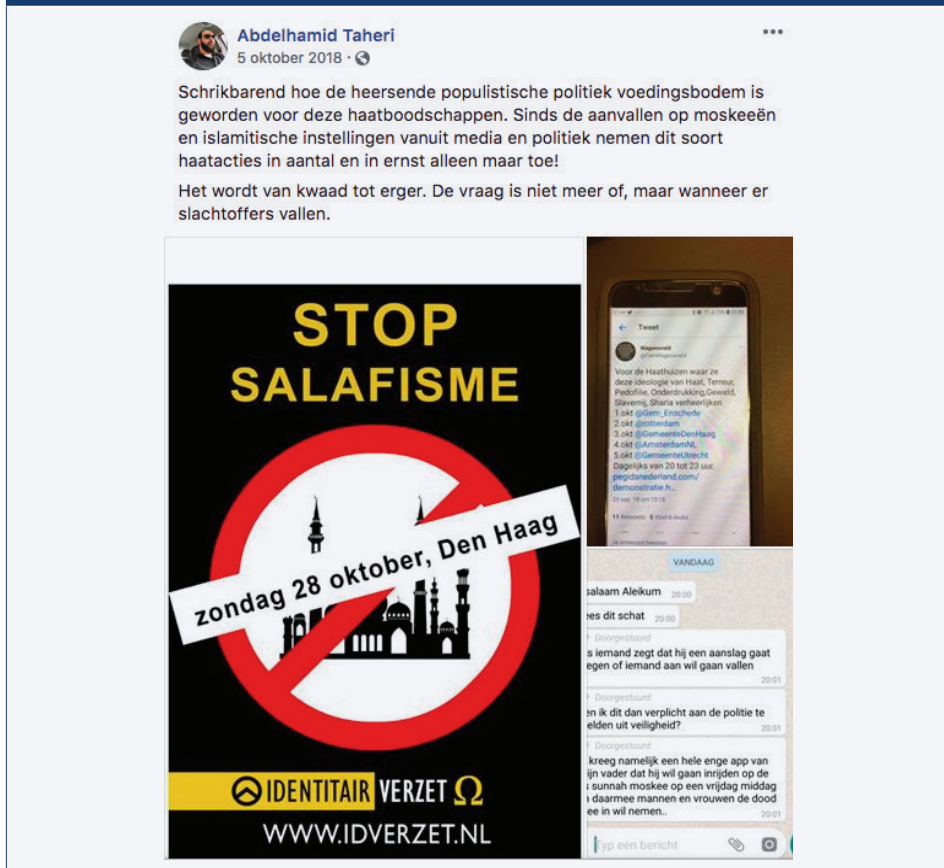 Abdelhamid Taheri
5 oktober 2018
Schrikbarend hoe de heersende populistische politiek voedingsbodem is
geworden voor deze haatboodschappen. Sinds de aanvallen op moskeeën
en islamitische instellingen vanuit media en politiek nemen dit soort
haatacties in aantal en in ernst alleen maar toe!
Het wordt van kwaad tot erger. De vraag is niet meer of, maar wanneer er
slachtoffers vallen.
STOP
SALAFISME
zondag 28 oktober, Den Haag
IDENTITAIR VERZET
WWW.IDVERZET.NL
Tweet
Wagensveld
Voor de Haathuizen waar ze
deze ideologie van Haat, Terreur,
Pedofilie, Onderdrukking,Geweld,
Slavernij, Sharia verheerlijken
1.okt @Gem_Enschede
2.okt @rotterdam
3.okt @GemeenteDenHaag
4.okt @AmsterdamNL
5.okt @GemeenteUtrecht
Dagelijks van 20 tot 23 uur.
pegidanederland.com/
demonstratie.h...
11 Retweets
VANDAAG
salaam Aleikum 20:00
es dit schat 20:00
Doorgestuurd
s iemand zegt dat hij een aanslag gaat
egen of iemand aan wil gaan vallen
20:01
Doorgestuurd
en ik dit dan verplicht aan de politie te
elden uit veiligheid?
20:01
Doorgestuurd
kreeg namelijk een hele enge app van
ijn vader dat hij wil gaan inrijden op de
sunnah moskee op een vrijdag middag
daarmee mannen en vrouwen de dood
ee in wil nemen..
20:01
yp een bericht